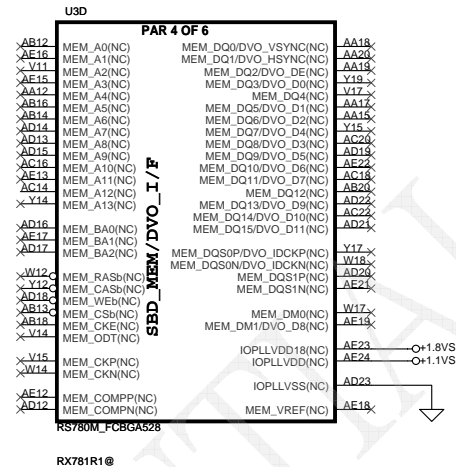 U3D
PAR 4 OF 6
AB12 MEM_A0(NC) MEM_DQ0/DVO_VSYNC(NC) AA18
AE16 MEM_A1(NC) MEM_DQ1/DVO_HSYNC(NC) AA20
V11 MEM_A2(NC) MEM_DQ2/DVO_DE(NC) AA19
AE15 MEM_A3(NC) MEM_DQ3/DVO_D0(NC) Y19
AA12 MEM_A4(NC) MEM_DQ4(NC) V17
AB16 MEM_A5(NC) MEM_DQ5/DVO_D1(NC) AA17
AB14 MEM_A6(NC) MEM_DQ6/DVO_D2(NC) AA15
AD14 MEM_A7(NC) MEM_DQ7/DVO_D4(NC) Y15
AD13 MEM_A8(NC) MEM_DQ8/DVO_D3(NC) AC20
AD15 MEM_A9(NC) MEM_DQ9/DVO_D5(NC) AD19
AC16 MEM_A10(NC) MEM_DQ10/DVO_D6(NC) AE22
AE13 MEM_A11(NC) MEM_DQ11/DVO_D7(NC) AC18
AC14 MEM_A12(NC) MEM_DQ12(NC) AB20
Y14 MEM_A13(NC) MEM_DQ13/DVO_D9(NC) AD22
MEM_DQ14/DVO_D10(NC) AC22
AD16 MEM_BA0(NC) MEM_DQ15/DVO_D11(NC) AD21
AE17 MEM_BA1(NC)
AD17 MEM_BA2(NC) MEM_DQS0P/DVO_IDCKP(NC) Y17
MEM_DQS0N/DVO_IDCKN(NC) W18
W12 MEM_RASb(NC) MEM_DQS1P(NC) AD20
Y12 MEM_CASb(NC) MEM_DQS1N(NC) AE21
AD18 MEM_WEb(NC)
AB13 MEM_CSb(NC) MEM_DM0(NC) W17
AB18 MEM_CKE(NC) MEM_DM1/DVO_D8(NC) AE19
V14 MEM_ODT(NC)
IOPLLVDD18(NC) AE23 +1.8VS
V15 MEM_CKP(NC) IOPLLVDD(NC) AE24 +1.1VS
W14 MEM_CKN(NC)
IOPLLVSS(NC) AD23
AE12 MEM_COMPP(NC)
AD12 MEM_COMPN(NC) MEM_VREF(NC) AE18
SBD_MEM/DVO_I/F
RS780M_FCBGA528
RX781R1@